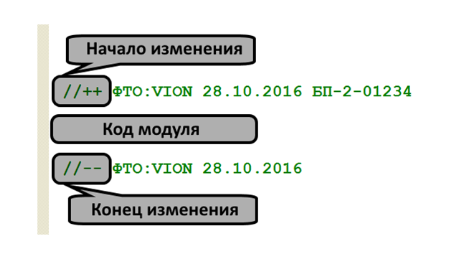 Начало изменения
//++ ФТО:VION 28.10.2016 БП-2-01234
Код модуля
//-- ФТО:VION 28.10.2016
Конец изменения